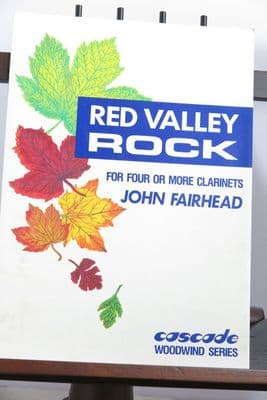 RED VALLEY
ROCK
FOR FOUR OR MORE CLARINETS
JOHN FAIRHEAD
cascade
WOODWIND SERIES